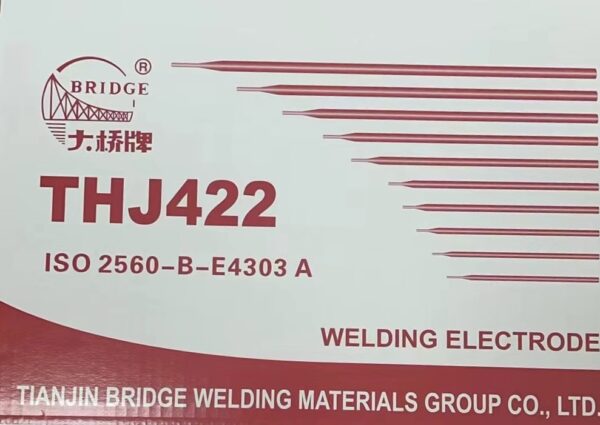 BRIDGE ®
大桥牌
THJ422
ISO 2560-B-E4303 A
WELDING ELECTRODE
TIANJIN BRIDGE WELDING MATERIALS GROUP CO., LTD.